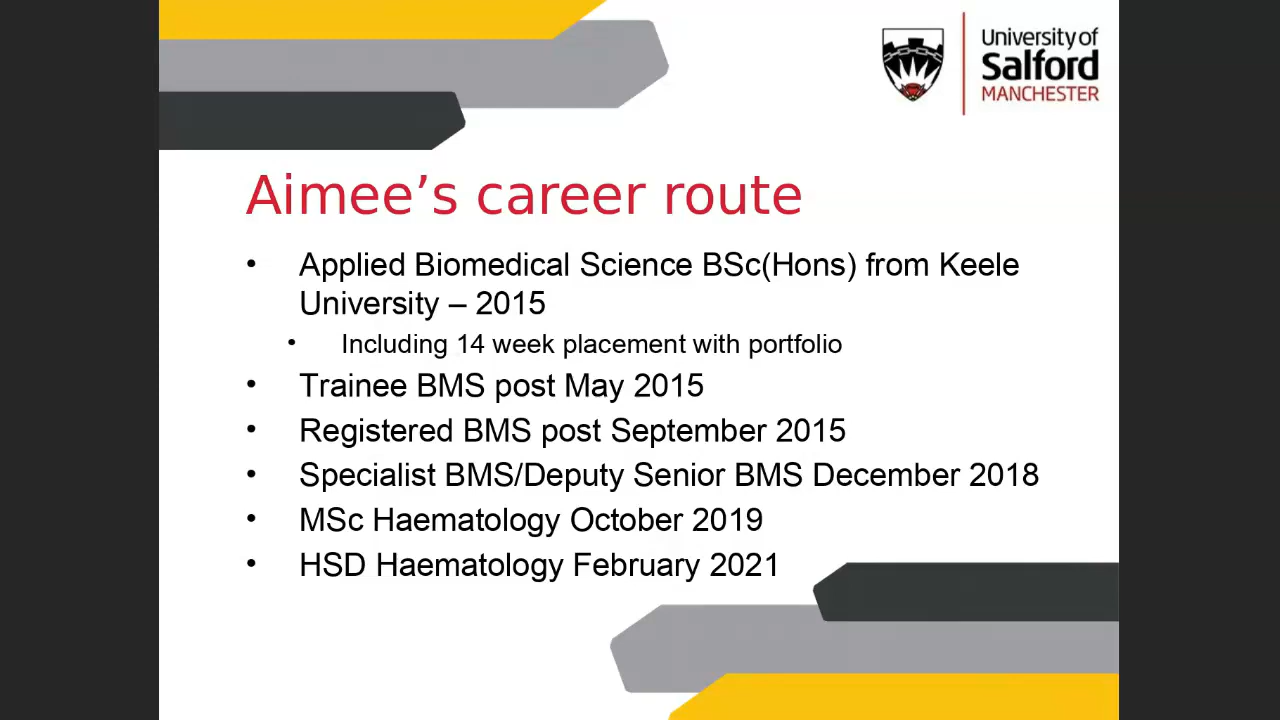 University of
Salford
MANCHESTER
Aimee’s career route
• Applied Biomedical Science BSc(Hons) from Keele
University – 2015
• Including 14 week placement with portfolio
• Trainee BMS post May 2015
• Registered BMS post September 2015
• Specialist BMS/Deputy Senior BMS December 2018
• MSc Haematology October 2019
• HSD Haematology February 2021